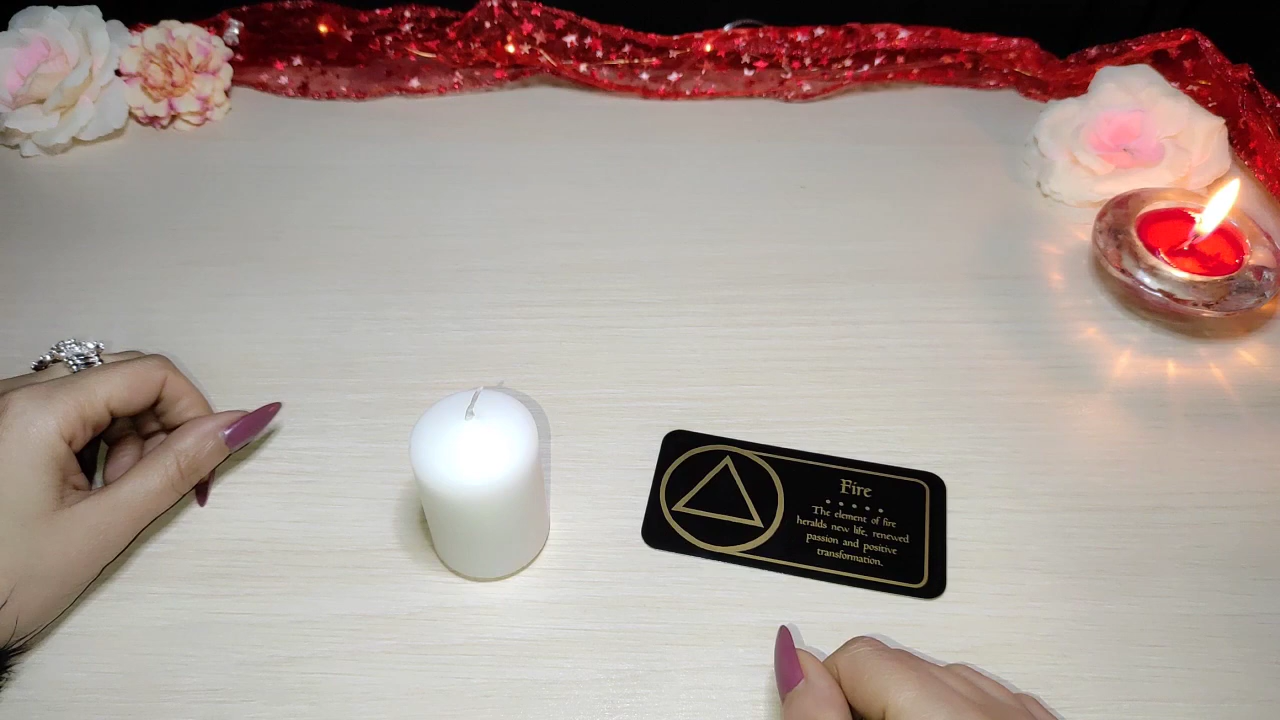 Fire
The element of fire
heralds new life, renewed
passion and positive
transformation.